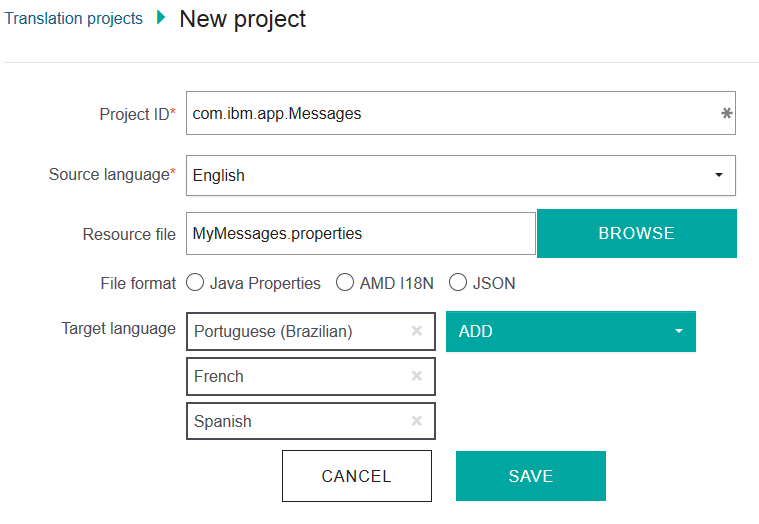 Translation projects New project
Project ID* com.ibm.app.Messages *
Source language* English
Resource file MyMessages.properties BROWSE
File format Java Properties AMD I18N JSON
Target language Portuguese (Brazilian) × ADD
French ×
Spanish ×
CANCEL SAVE